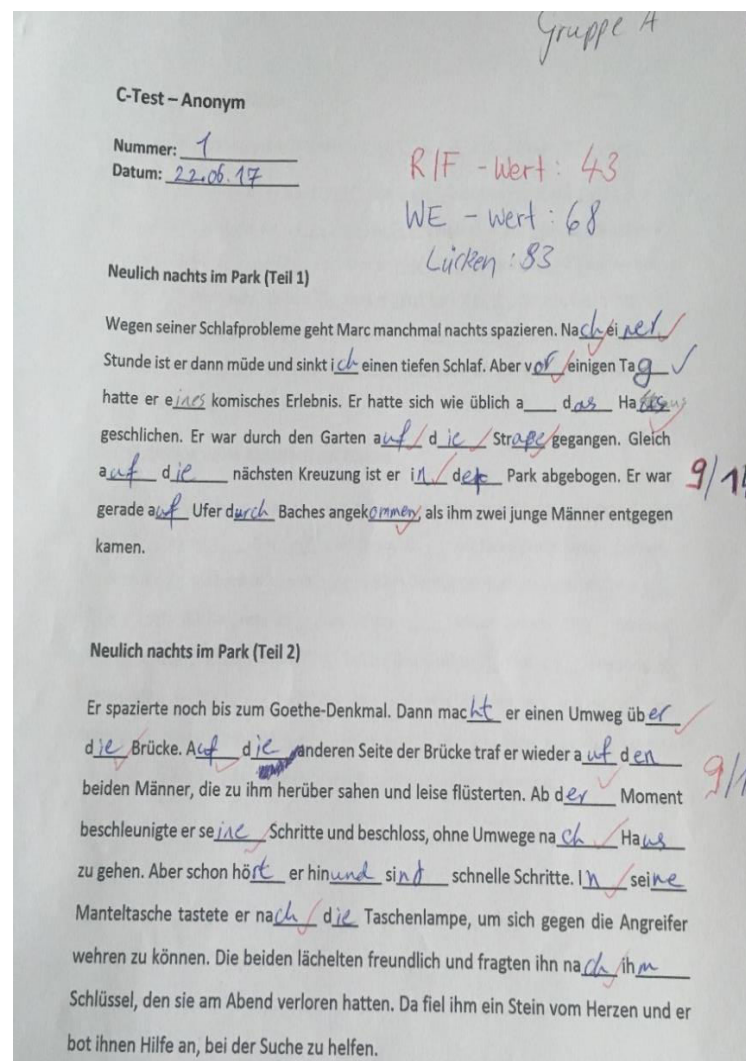 Gruppe A
C-Test – Anonym
Nummer: 1
Datum: 22.06.17
R/F - Wert: 43
WE - Wert: 68
Lücken: 83
Neulich nachts im Park (Teil 1)
Wegen seiner Schlafprobleme geht Marc manchmal nachts spazieren. Nach einer
Stunde ist er dann müde und sinkt ich einen tiefen Schlaf. Aber vor einigen Tag
hatte er eines komisches Erlebnis. Er hatte sich wie üblich a___ das Haus
geschlichen. Er war durch den Garten auf die Straße gegangen. Gleich
auf die nächsten Kreuzung ist er in den Park abgebogen. Er war
9/1
gerade auf Ufer durch Baches angekommen, als ihm zwei junge Männer entgegen
kamen.
Neulich nachts im Park (Teil 2)
Er spazierte noch bis zum Goethe-Denkmal. Dann macht er einen Umweg über
die Brücke. Auf die anderen Seite der Brücke traf er wieder auf den
beiden Männer, die zu ihm herüber sahen und leise flüsterten. Ab der Moment
9/1
beschleunigte er seine Schritte und beschloss, ohne Umwege nach Haus
zu gehen. Aber schon hört er hinund sind schnelle Schritte. In seine
Manteltasche tastete er nach die Taschenlampe, um sich gegen die Angreifer
wehren zu können. Die beiden lächelten freundlich und fragten ihn nach ihm
Schlüssel, den sie am Abend verloren hatten. Da fiel ihm ein Stein vom Herzen und er
bot ihnen Hilfe an, bei der Suche zu helfen.